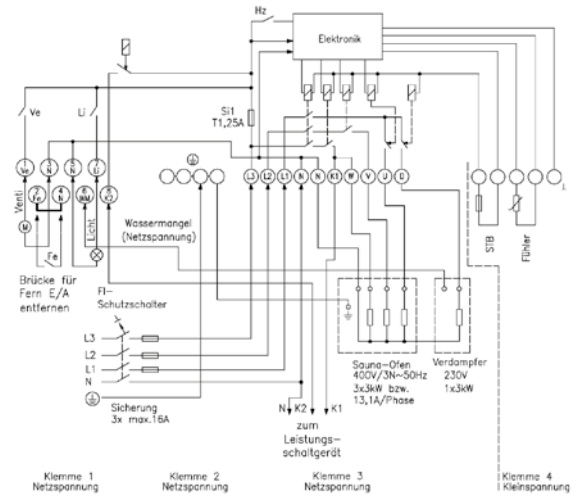 Hz
Elektronik
Ve
Li
Si1
T1,25A
Ve
N
N
Li
L3
L2
L1
N
N
K1
W
V
U
Fe
N
WM
K2
Venti
M
Fe
Licht
Wassermangel
(Netzspannung)
STB
Fühler
Brücke für
Fern E/A
entfernen
FI-
Schutzschalter
L3
L2
L1
N
Sicherung
3x max.16A
N
K2
K1
zum
Leistungs-
schaltgerät
Sauna-Ofen
400V/3N~50Hz
3x3kW bzw.
13,1A/Phase
Verdampfer
230V
1x3kW
Klemme 1
Netzspannung
Klemme 2
Netzspannung
Klemme 3
Netzspannung
Klemme 4
Kleinspannung